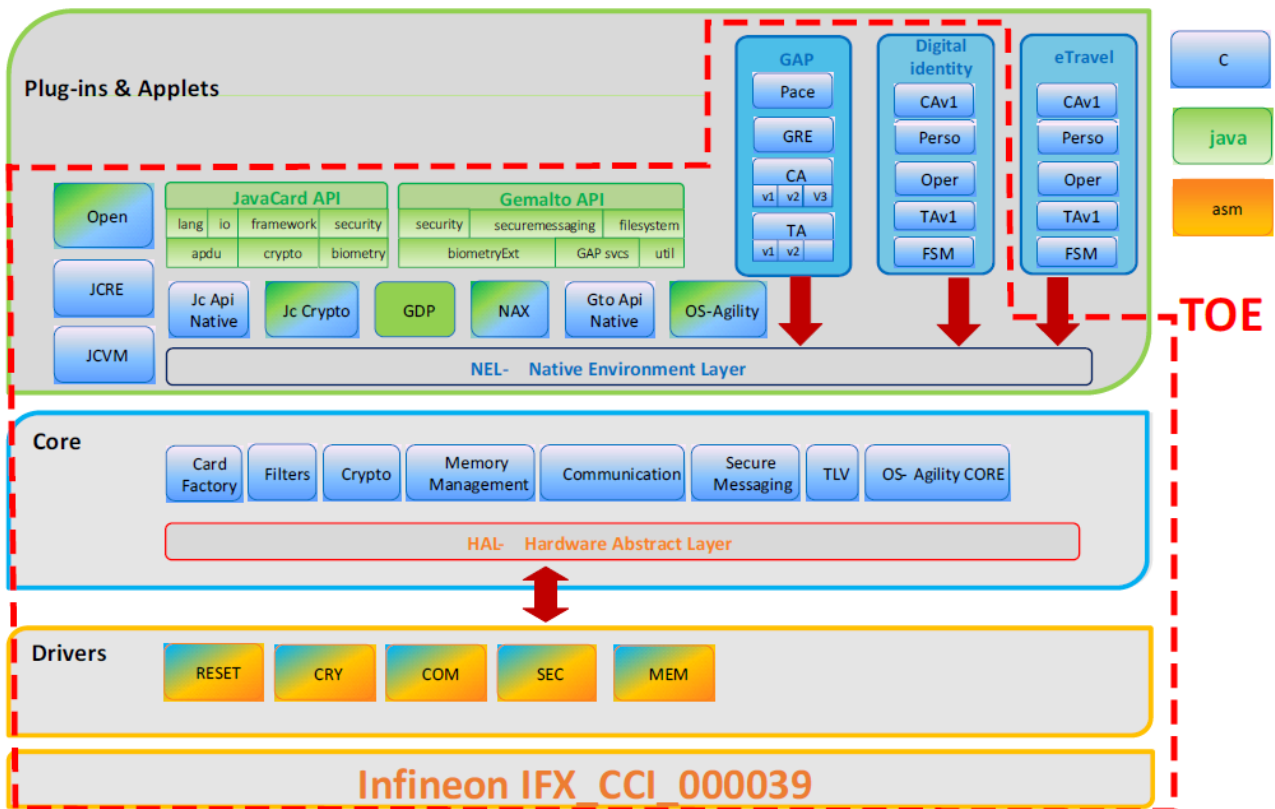 Plug-ins & Applets
GAP
Pace
GRE
CA
v1 v2 V3
TA
v1 v2
Digital
identity
CAv1
Perso
Oper
TAv1
FSM
eTravel
CAv1
Perso
Oper
TAv1
FSM
C
java
asm
TOE
Open
JCRE
JCVM
JavaCard API
lang io framework security
apdu crypto biometry
Gemalto API
security securemessaging filesystem
biometryExt GAP svcs util
Jc Api
Native
Jc Crypto
GDP
NAX
Gto Api
Native
OS-Agility
NEL- Native Environment Layer
Core
Card
Factory
Filters
Crypto
Memory
Management
Communication
Secure
Messaging
TLV
OS- Agility CORE
HAL- Hardware Abstract Layer
Drivers
RESET
CRY
COM
SEC
MEM
Infineon IFX_CCI_000039